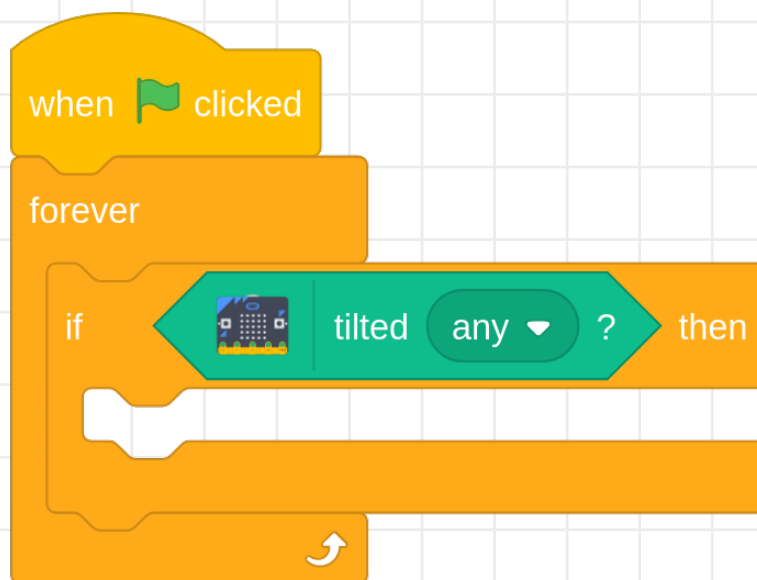 when clicked
forever
if tilted any ? then